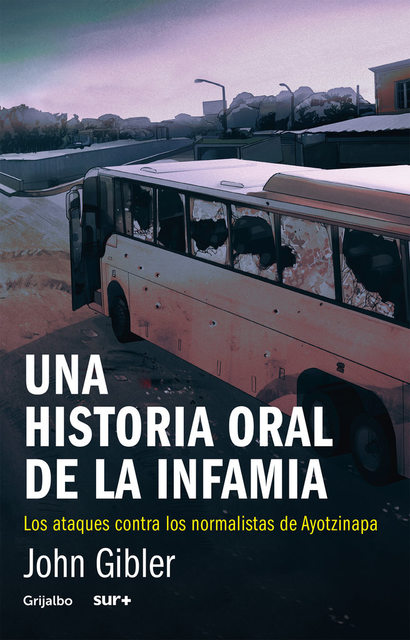 UNA
HISTORIA ORAL
DE LA INFAMIA
Los ataques contra los normalistas de Ayotzinapa
John Gibler
Grijalbo sur+